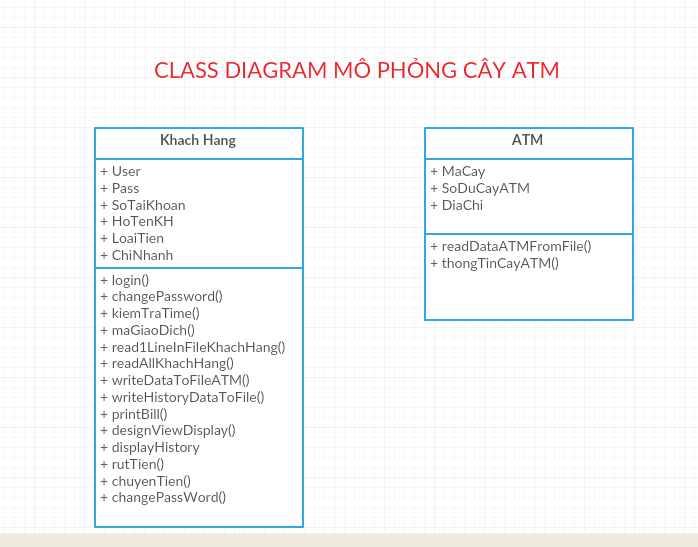 CLASS DIAGRAM MÔ PHỎNG CÂY ATM
Khach Hang
+ User
+ Pass
+ SoTaiKhoan
+ HoTenKH
+ LoaiTien
+ ChiNhanh
+ login()
+ changePassword()
+ kiemTraTime()
+ maGiaoDich()
+ read1LineInFileKhachHang()
+ readAllKhachHang()
+ writeDataToFileATM()
+ writeHistoryDataToFile()
+ printBill()
+ designViewDisplay()
+ displayHistory
+ rutTien()
+ chuyenTien()
+ changePassWord()
ATM
+ MaCay
+ SoDuCayATM
+ DiaChi
+ readDataATMFromFile()
+ thongTinCayATM()